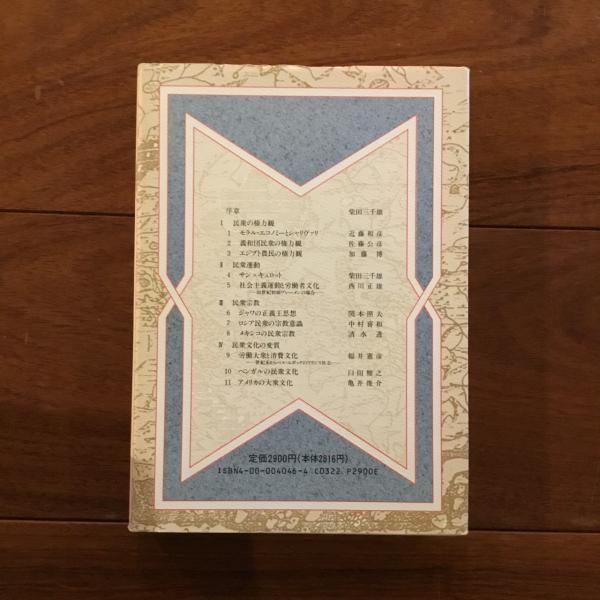 序章 柴田三千雄
I 民衆の権力観
1 モラル・エコノミーとシャリヴァリ 近藤和彦
2 義和団民衆の権力観 佐藤公彦
3 エジプト農民の権力観 加藤博
II 民衆運動
4 サン=キュロット 柴田三千雄
5 社会主義運動と労働者文化 西川正雄
III 民衆宗教
6 ジャワの正義王思想 関本照夫
7 ロシア民衆の宗教意識 中村喜和
8 メキシコの民衆宗教 清水透
IV 民衆文化の変質
9 労働大衆と消費文化 福井憲彦
10 ベンガルの民衆文化 臼田雅之
11 アメリカの大衆文化 亀井俊介
定価2900円(本体2816円)
ISBN4-00-004046-4 C0322 P2900E